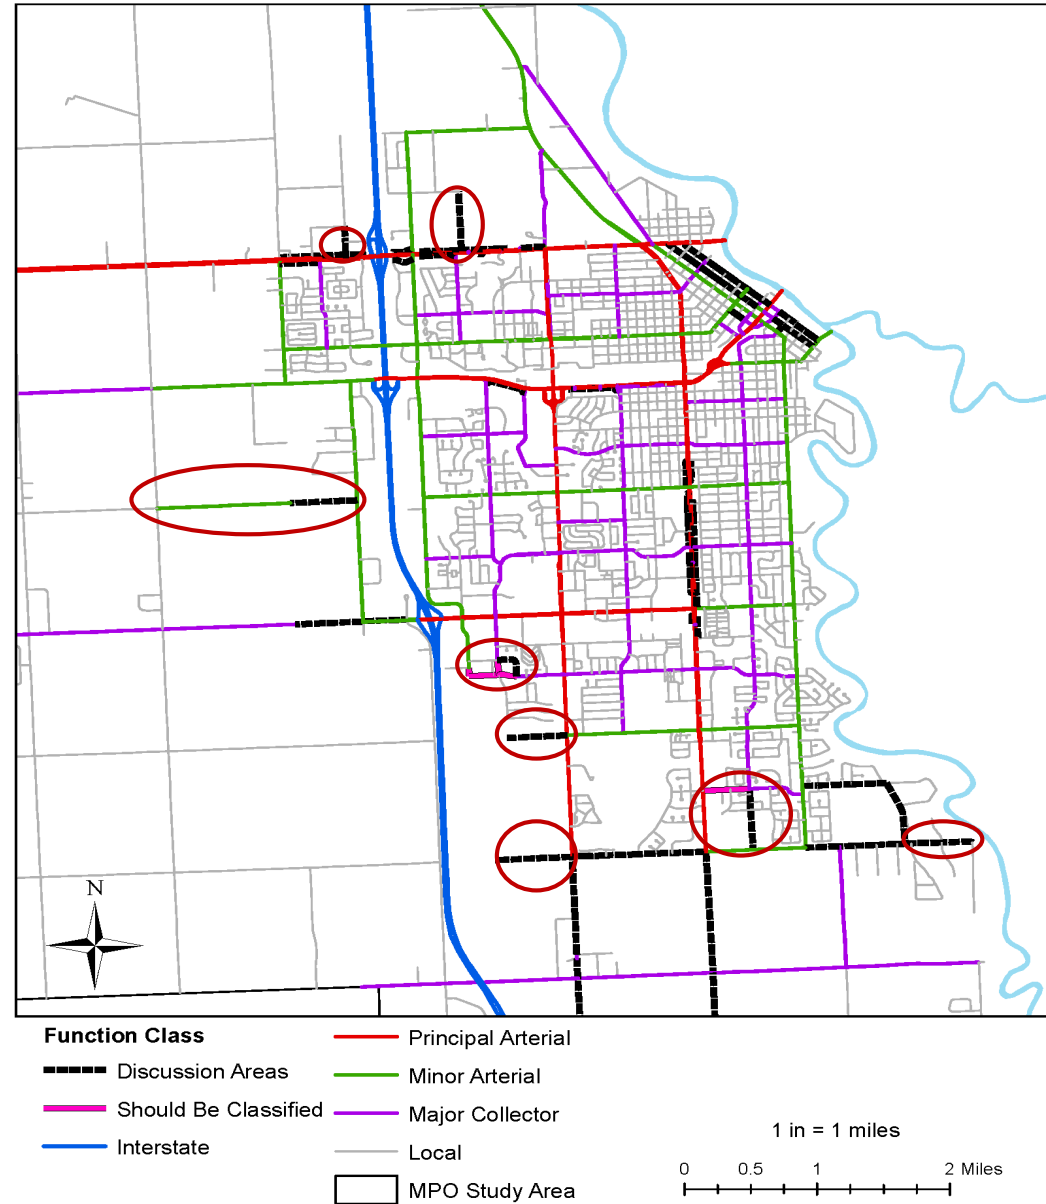 N
Function Class
Discussion Areas
Should Be Classified
Interstate
Principal Arterial
Minor Arterial
Major Collector
Local
MPO Study Area
1 in = 1 miles
0 0.5 1 2 Miles